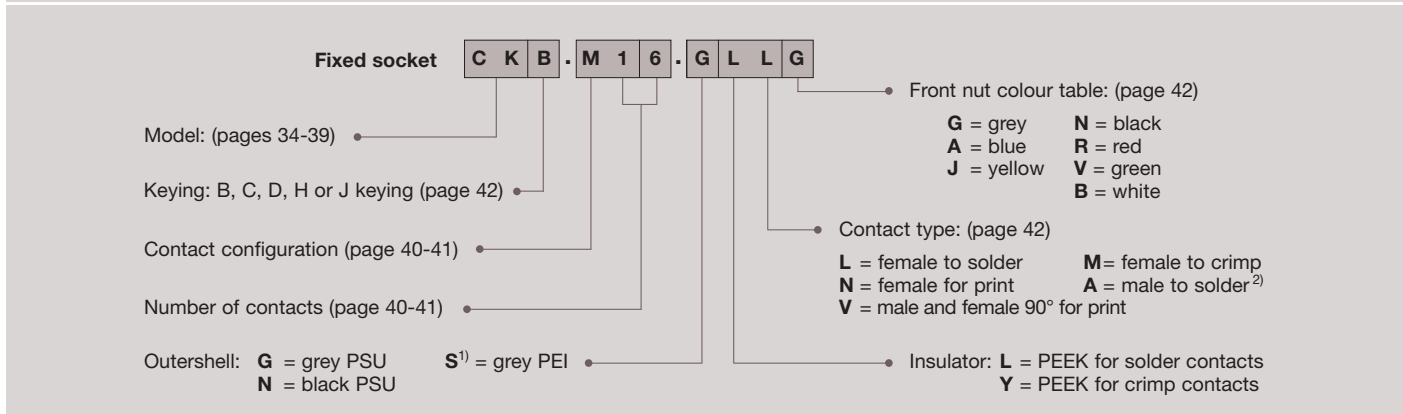 Fixed socket C K B . M 1 6 . G L L G
Front nut colour table: (page 42)
G = grey N = black
A = blue R = red
J = yellow V = green
B = white
Model: (pages 34-39)
Keying: B, C, D, H or J keying (page 42)
Contact type: (page 42)
L = female to solder M= female to crimp
N = female for print A = male to solder 2)
V = male and female 90° for print
Contact configuration (page 40-41)
Number of contacts (page 40-41)
Outershell: G = grey PSU S1) = grey PEI
N = black PSU
Insulator: L = PEEK for solder contacts
Y = PEEK for crimp contacts